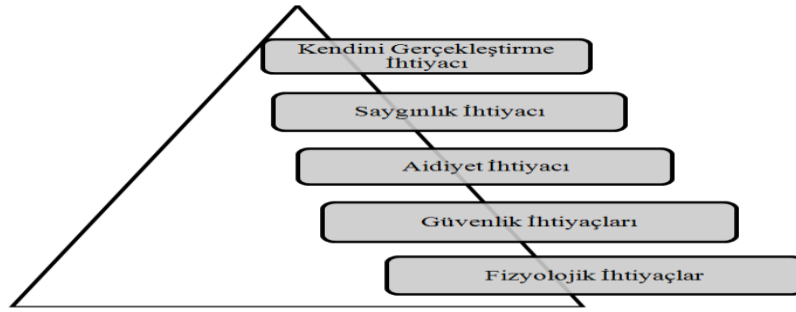 Kendini Gerçekleştirme
İhtiyacı
Saygınlık İhtiyacı
Aidiyet İhtiyacı
Güvenlik İhtiyaçları
Fizyolojik İhtiyaçlar